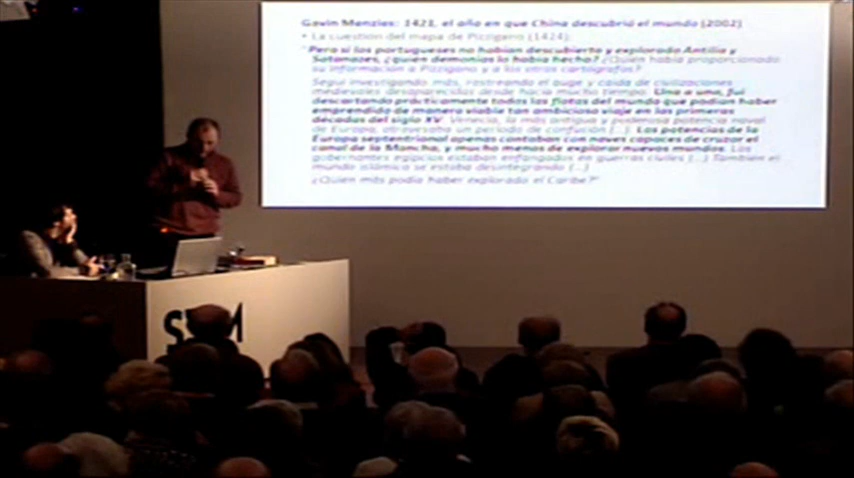 Gavin Menzies: 1421, el año en que China descubrió el mundo (2002)
• La cuestión del mapa de Pizzigano (1424):
"Pero si los portugueses no habían descubierto y explorado Antilia y
Satanazes, ¿quién demonios lo había hecho? ¿Quién había proporcionado
su información a Pizzigano y a los otros cartógrafos?
Seguí investigando más, rastreando el auge y caída de civilizaciones
medievales desaparecidas desde hacía mucho tiempo. Una a una, fui
descartando prácticamente todas las flotas del mundo que podían haber
emprendido de manera viable tan ambicioso viaje en las primeras
décadas del siglo XV. Venecia, la más antigua y poderosa potencia naval
de Europa, atravesaba un período de confusión (...). Las potencias de la
Europa septentrional apenas contaban con naves capaces de cruzar el
canal de la Mancha, y mucho menos de explorar nuevos mundos. Los
gobernantes egipcios estaban enfangados en guerras civiles (...) También el
mundo islámico se estaba desintegrando (...)
¿Quién más podía haber explorado el Caribe?"